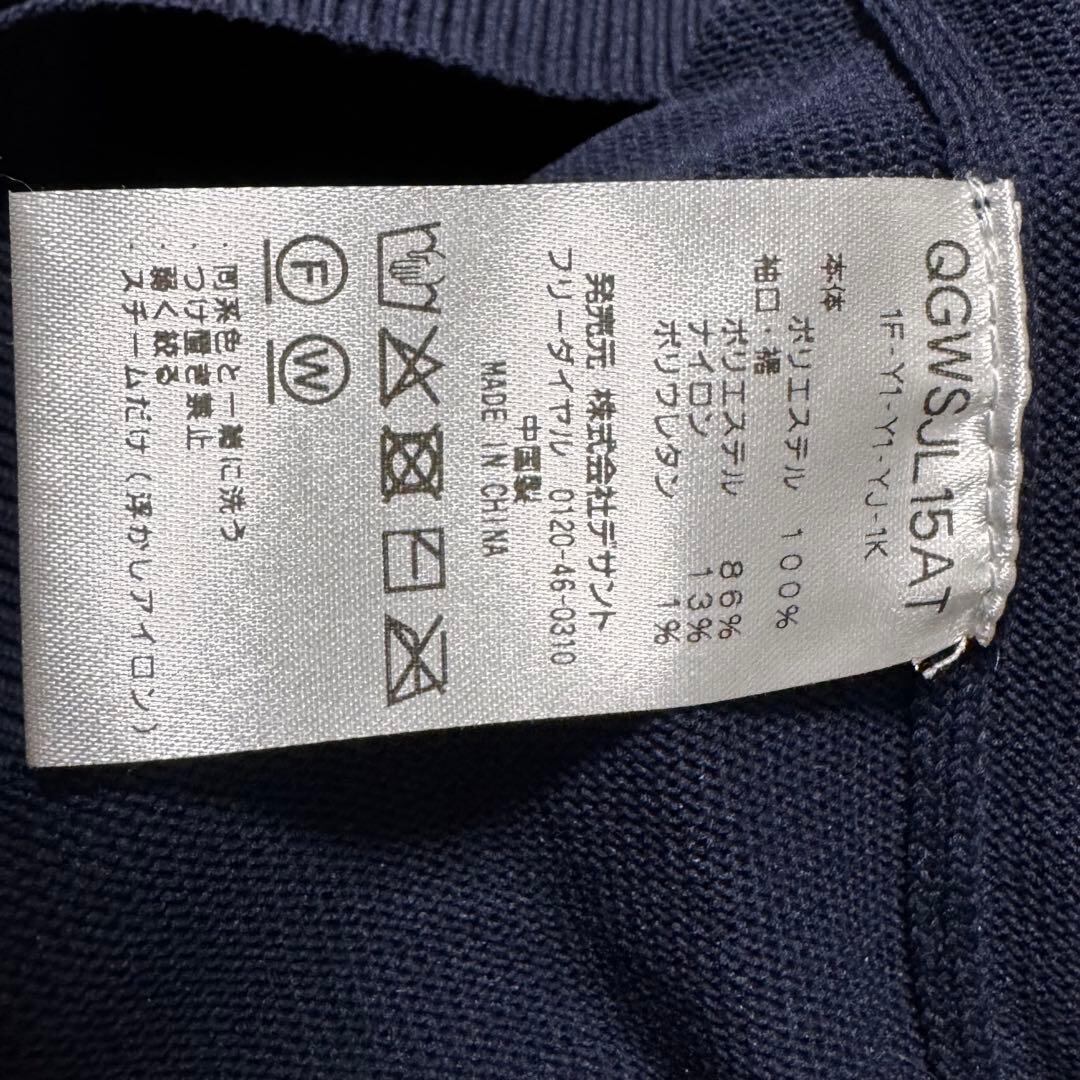 QGWSJL15AT
1F-Y1-Y1-YJ-1K
本体
ポリエステル 100%
袖口・裾
ポリエステル 86%
ナイロン 13%
ポリウレタン 1%
発売元 株式会社デサント
フリーダイヤル 0120-46-0310
中国製
MADE IN CHINA
F W
・同系色と一緒に洗う
・つけ置き禁止
・弱く絞る
・スチームだけ(浮かしアイロン)